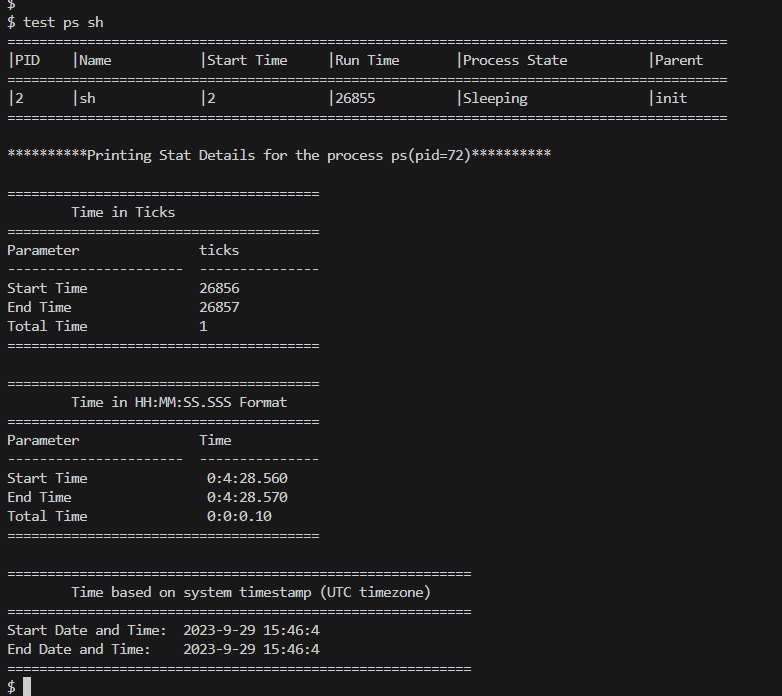 $
$ test ps sh
==========================================================================================
|PID    |Name           |Start Time     |Run Time       |Process State          |Parent
==========================================================================================
|2      |sh             |2              |26855          |Sleeping               |init
==========================================================================================
**********Printing Stat Details for the process ps(pid=72)**********
=======================================
        Time in Ticks
=======================================
Parameter               ticks
----------------------  ---------------
Start Time              26856
End Time                26857
Total Time              1
=======================================
=======================================
        Time in HH:MM:SS.SSS Format
=======================================
Parameter               Time
----------------------  ---------------
Start Time               0:4:28.560
End Time                 0:4:28.570
Total Time               0:0:0.10
=======================================
==========================================================
        Time based on system timestamp (UTC timezone)
==========================================================
Start Date and Time:  2023-9-29 15:46:4
End Date and Time:    2023-9-29 15:46:4
==========================================================
$